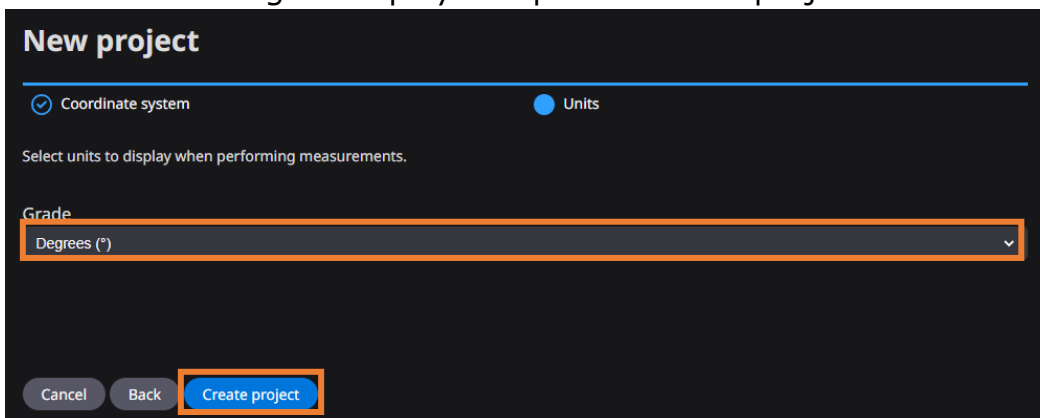 New project
Coordinate system
Units
Select units to display when performing measurements.
Grade
Degrees (°)
Cancel
Back
Create project